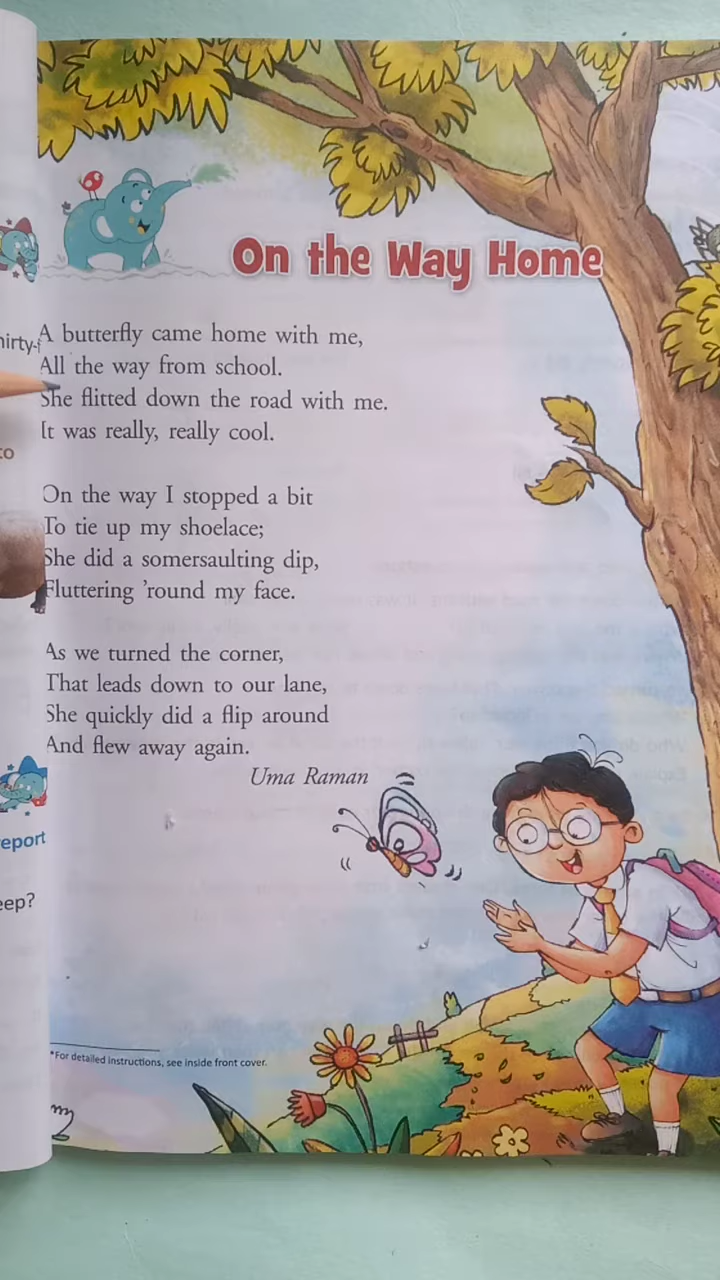 On the Way Home
A butterfly came home with me,
All the way from school.
She flitted down the road with me.
It was really, really cool.
On the way I stopped a bit
To tie up my shoelace;
She did a somersaulting dip,
Fluttering ’round my face.
As we turned the corner,
That leads down to our lane,
She quickly did a flip around
And flew away again.
Uma Raman
*For detailed instructions, see inside front cover.
to
eport
eep?